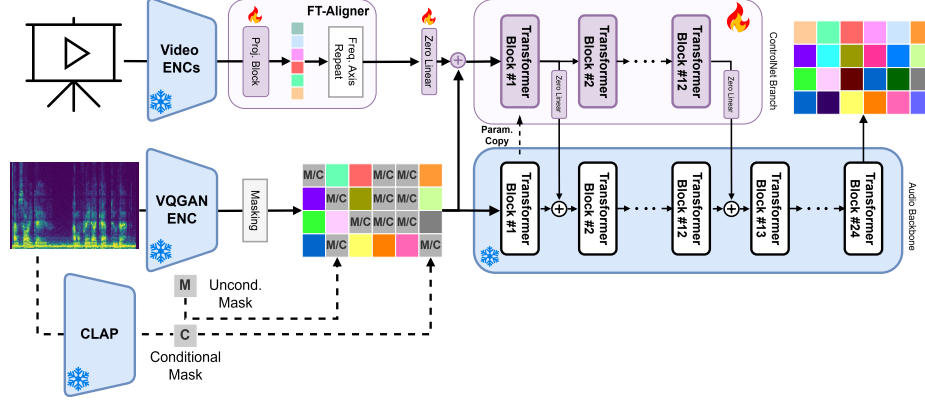 FT-Aligner
Video
ENCs
Proj. Block
Freq. Axis
Repeat
Zero Linear
Transformer
Block #1
Zero Linear
Transformer
Block #2
Transformer
Block #12
Zero Linear
ControlNet Branch
Param.
Copy
VQGAN
ENC
Masking
M/C
M/C M/C M/C
M/C
M/C M/C
M/C M/C M/C
M/C
Transformer
Block #1
Transformer
Block #2
Transformer
Block #12
Transformer
Block #13
Transformer
Block #24
Audio Backbone
M
Uncond.
Mask
CLAP
C
Conditional
Mask